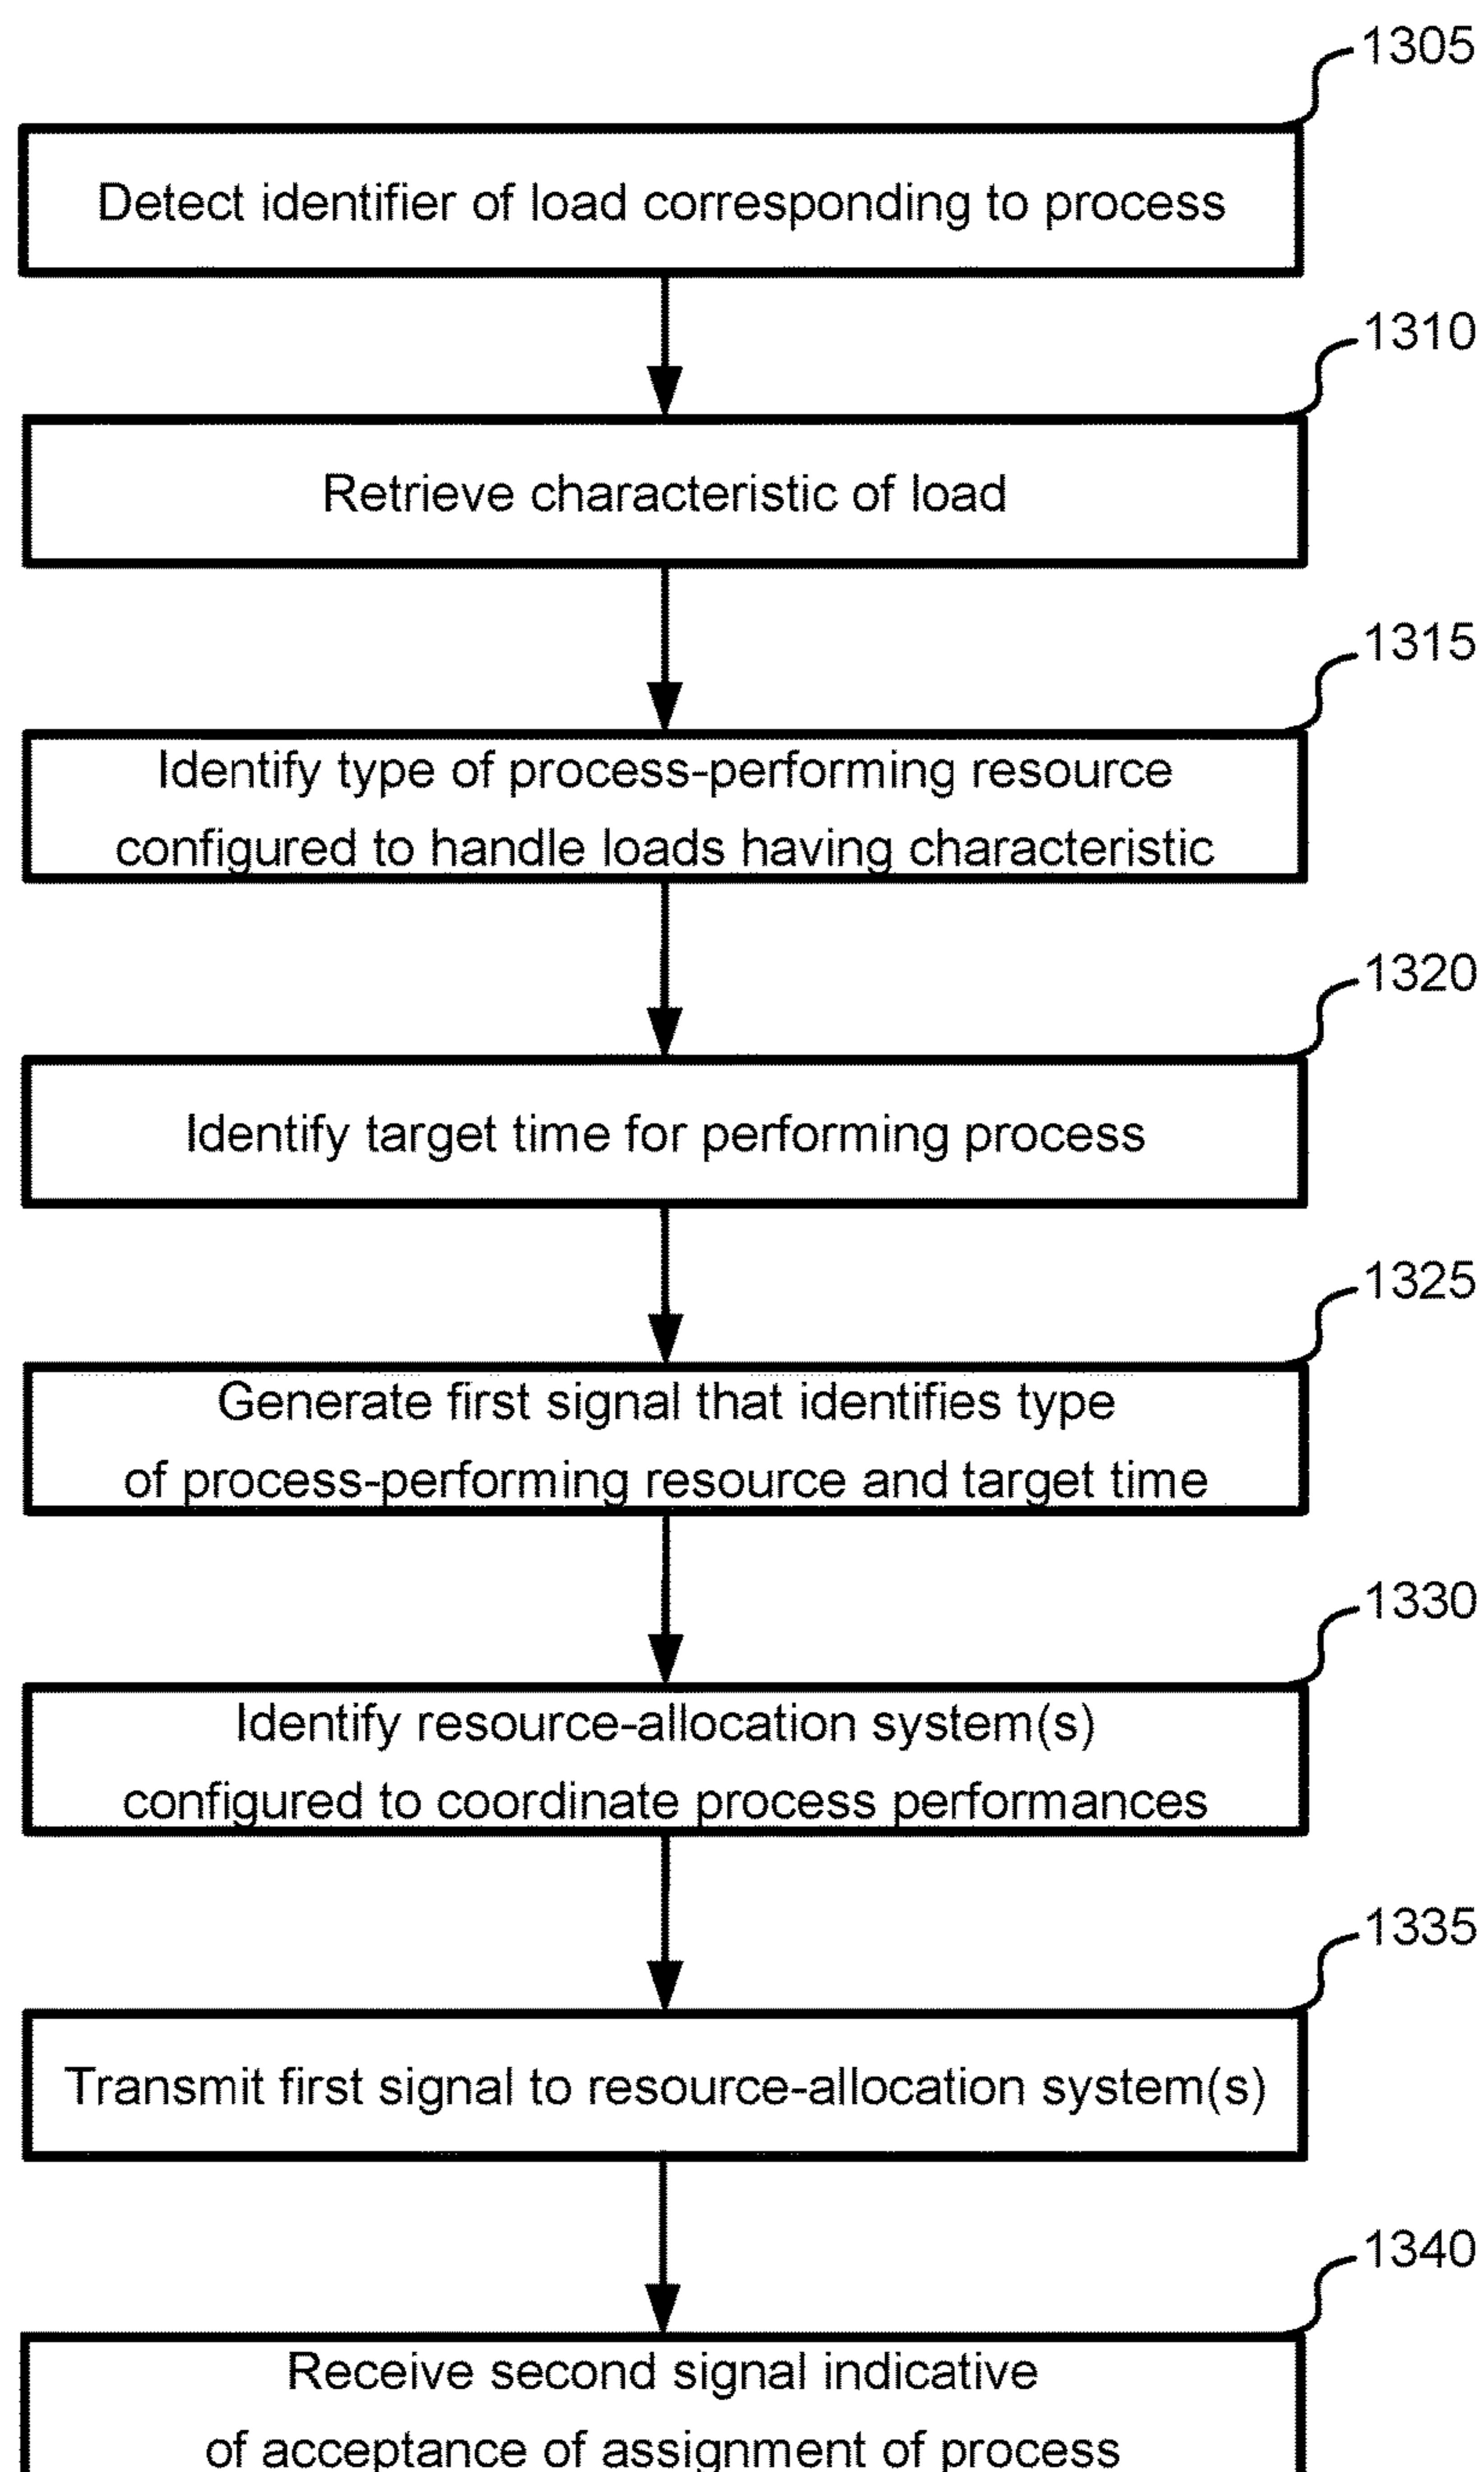 1305
Detect identifier of load corresponding to process
1310
Retrieve characteristic of load
1315
Identify type of process-performing resource
configured to handle loads having characteristic
1320
Identify target time for performing process
1325
Generate first signal that identifies type
of process-performing resource and target time
1330
Identify resource-allocation system(s)
configured to coordinate process performances
1335
Transmit first signal to resource-allocation system(s)
1340
Receive second signal indicative
of acceptance of assignment of process